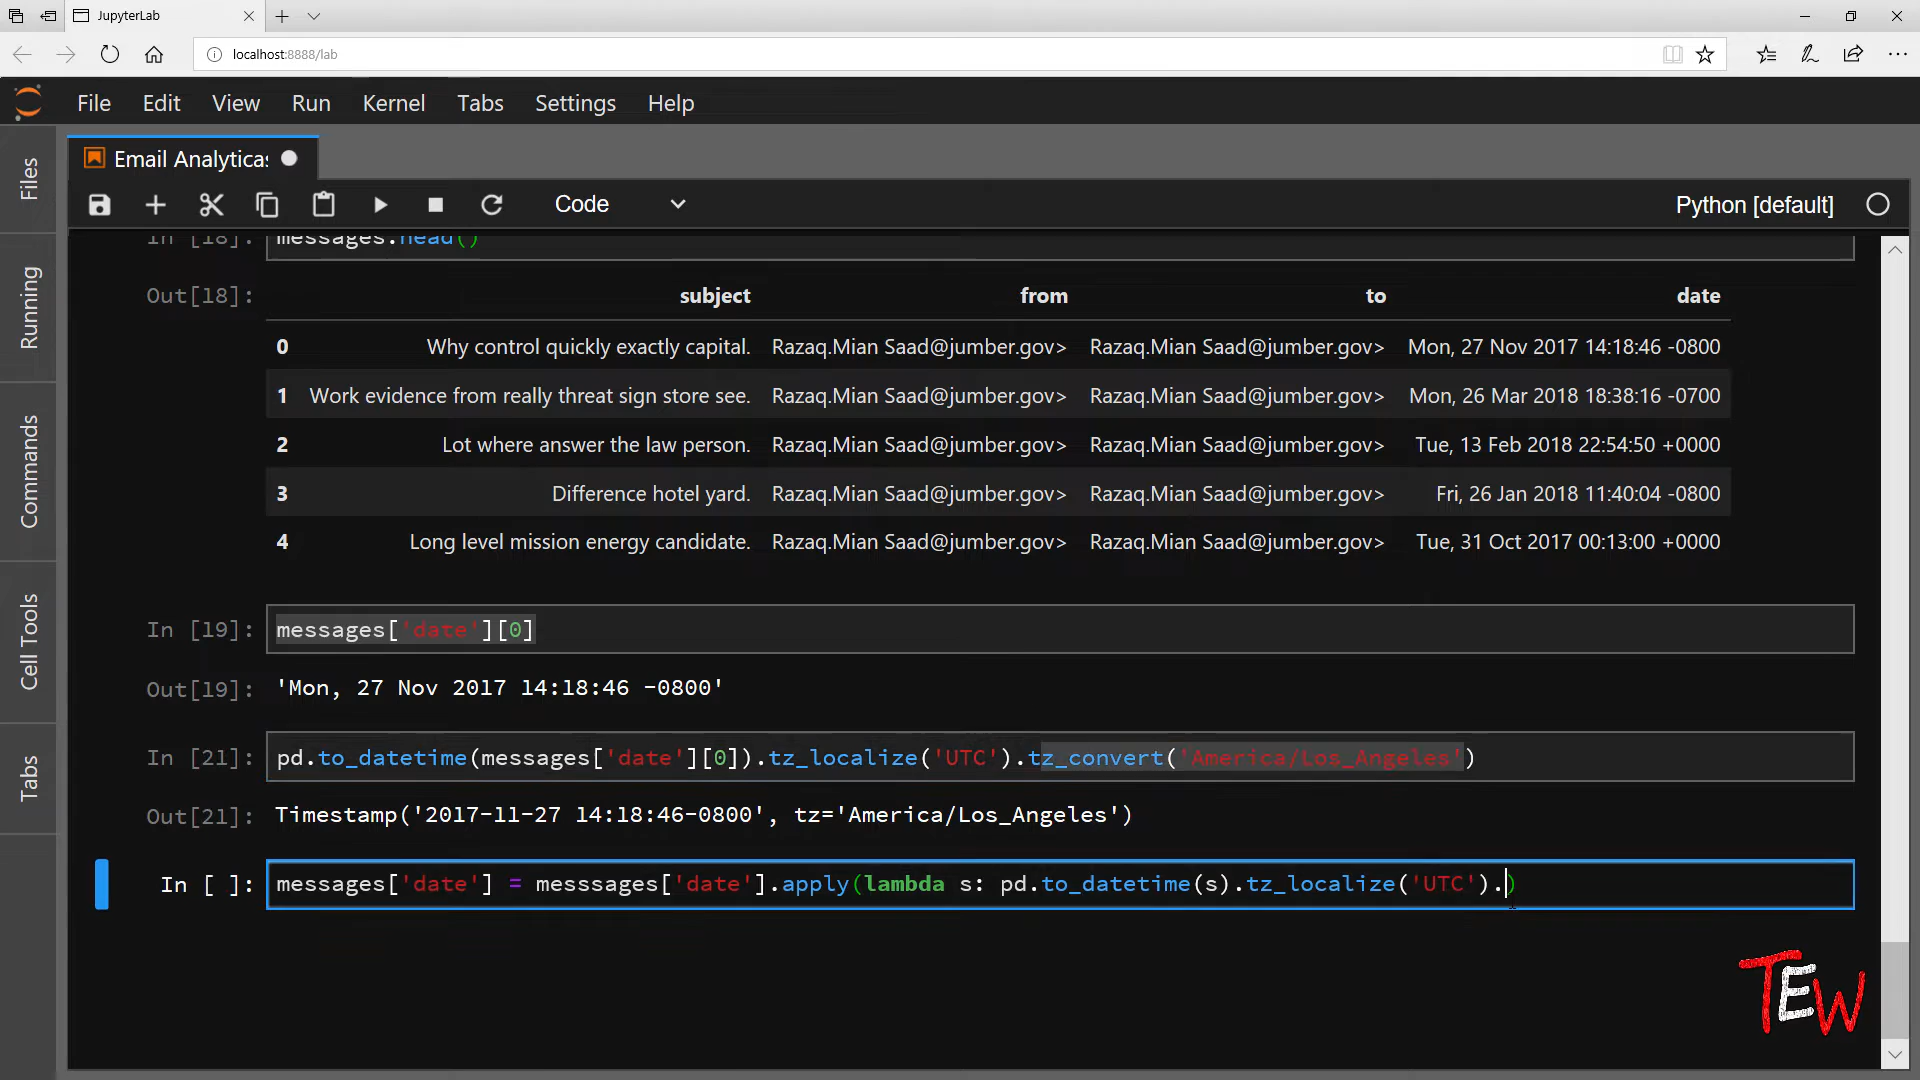 JupyterLab
localhost:8888/lab
File Edit View Run Kernel Tabs Settings Help
Files
Running
Commands
Cell Tools
Tabs
Email Analyticas
Code
Python [default]
In [18]: messages.head()
Out[18]:
subject from to date
0 Why control quickly exactly capital. Razaq.Mian Saad@jumber.gov> Razaq.Mian Saad@jumber.gov> Mon, 27 Nov 2017 14:18:46 -0800
1 Work evidence from really threat sign store see. Razaq.Mian Saad@jumber.gov> Razaq.Mian Saad@jumber.gov> Mon, 26 Mar 2018 18:38:16 -0700
2 Lot where answer the law person. Razaq.Mian Saad@jumber.gov> Razaq.Mian Saad@jumber.gov> Tue, 13 Feb 2018 22:54:50 +0000
3 Difference hotel yard. Razaq.Mian Saad@jumber.gov> Razaq.Mian Saad@jumber.gov> Fri, 26 Jan 2018 11:40:04 -0800
4 Long level mission energy candidate. Razaq.Mian Saad@jumber.gov> Razaq.Mian Saad@jumber.gov> Tue, 31 Oct 2017 00:13:00 +0000
In [19]: messages['date'][0]
Out[19]: 'Mon, 27 Nov 2017 14:18:46 -0800'
In [21]: pd.to_datetime(messages['date'][0]).tz_localize('UTC').tz_convert('America/Los_Angeles')
Out[21]: Timestamp('2017-11-27 14:18:46-0800', tz='America/Los_Angeles')
In [ ]: messages['date'] = messsages['date'].apply(lambda s: pd.to_datetime(s).tz_localize('UTC').)
TEW